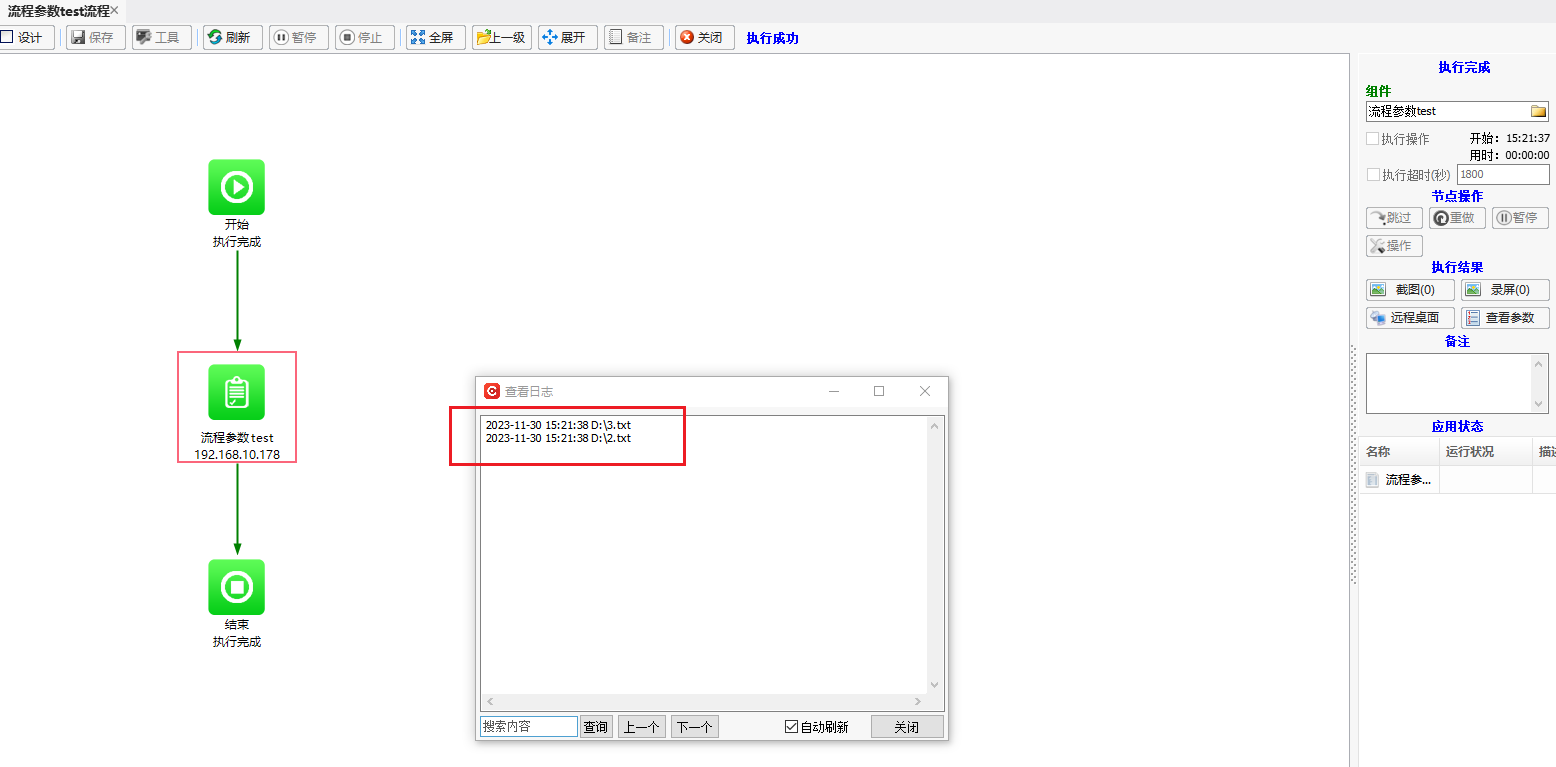 流程参数test流程
设计 保存 工具 刷新 暂停 停止 全屏 上一级 展开 备注 关闭 执行成功
开始
执行完成
流程参数test
192.168.10.178
结束
执行完成
查看日志
2023-11-30 15:21:38 D:\3.txt
2023-11-30 15:21:38 D:\2.txt
搜索内容 查询 上一个 下一个 自动刷新 关闭
执行完成
组件
流程参数test
执行操作 开始： 15:21:37
用时： 00:00:00
执行超时(秒) 1800
节点操作
跳过 重做 暂停
操作
执行结果
截图(0) 录屏(0)
远程桌面 查看参数
备注
应用状态
名称 运行状况 描述
流程参...